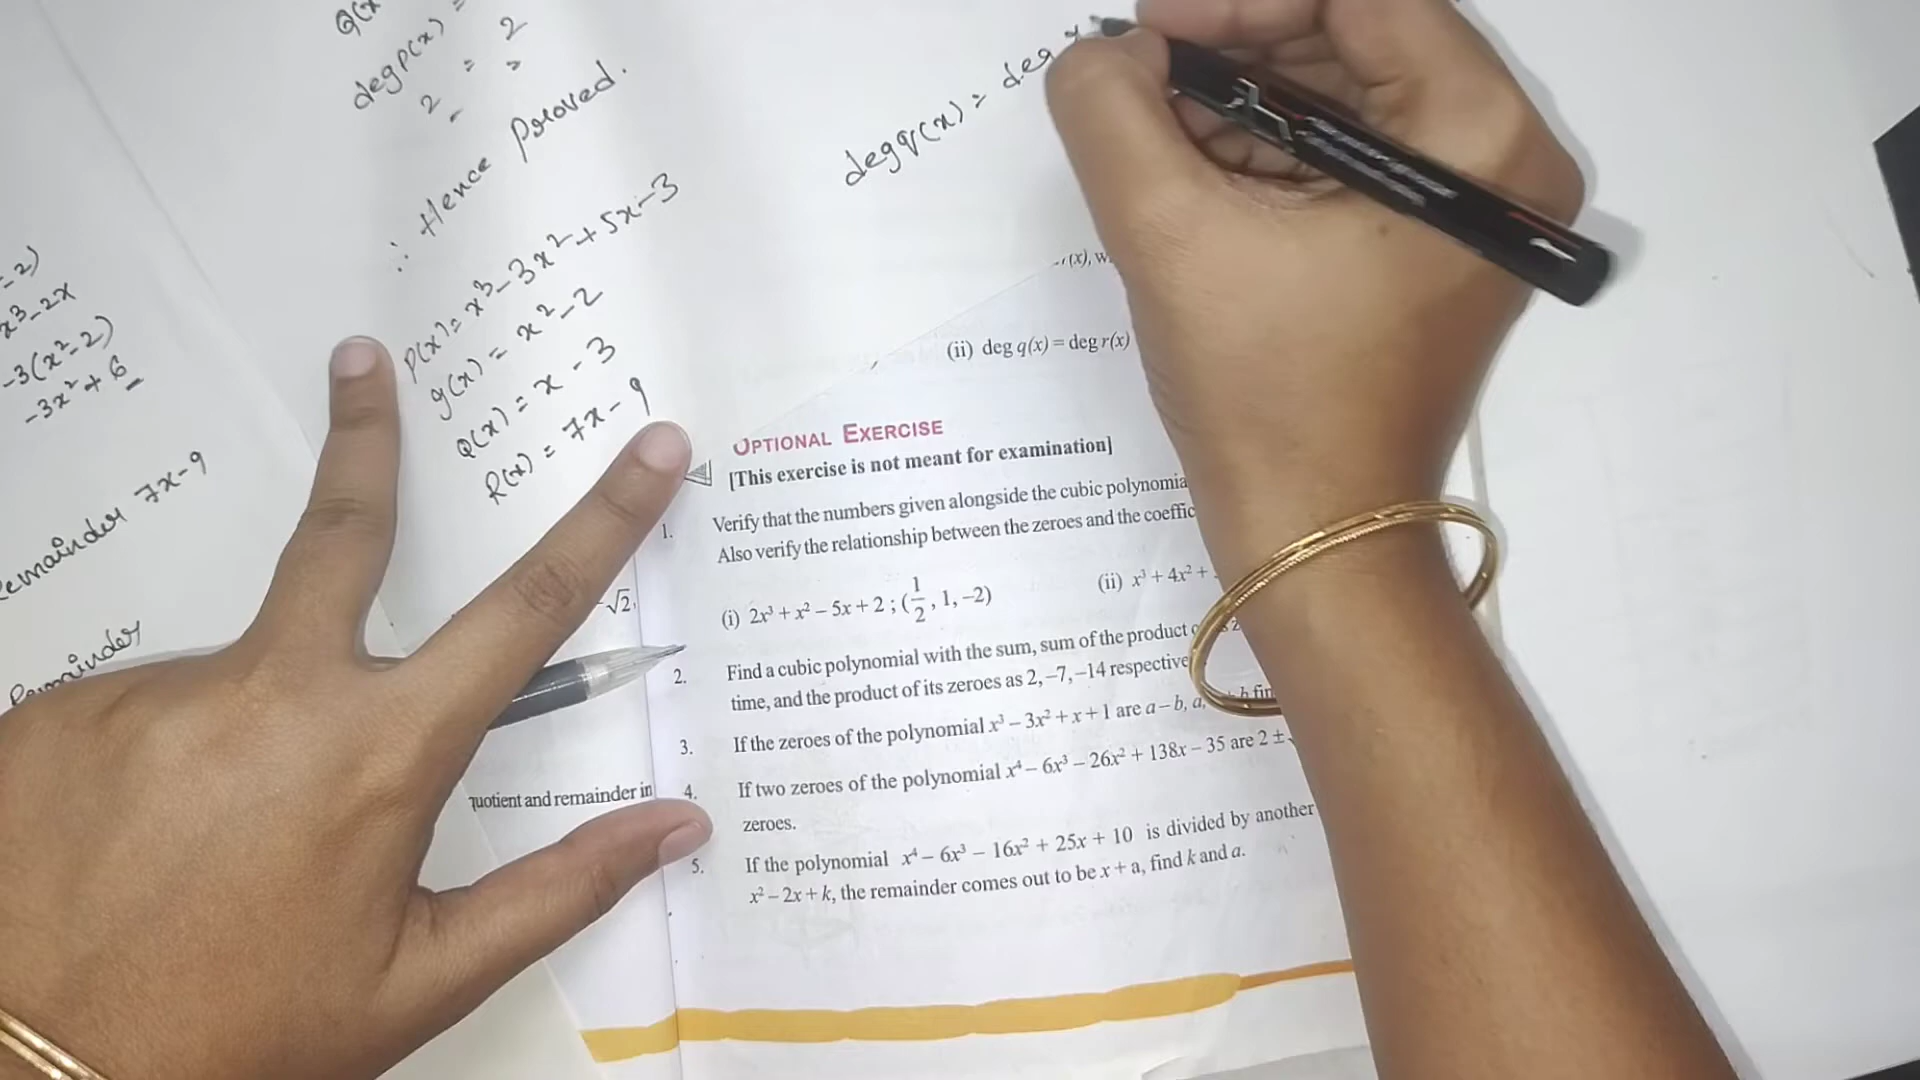 Q(x
degP(x) =
= 2
2 =
∴ Hence Proved.
P(x) = x³-3x²+5x-3
g(x) = x²-2
Q(x) = x-3
R(x) = 7x-9
-2)
x³-2x
-3(x²-2)
-3x²+6
Remainder 7x-9
Remainder
deg q(x) = deg r
r(x), w
(ii) deg q(x) = deg r(x)
OPTIONAL EXERCISE
[This exercise is not meant for examination]
1. Verify that the numbers given alongside the cubic polynomia
Also verify the relationship between the zeroes and the coeffic
(i) 2x³ + x² – 5x + 2 ; (1/2, 1, –2) (ii) x³ + 4x² +
√2,
2. Find a cubic polynomial with the sum, sum of the product
time, and the product of its zeroes as 2, –7, –14 respective
3. If the zeroes of the polynomial x³ – 3x² + x + 1 are a – b, a, + b fin
4. If two zeroes of the polynomial x⁴ – 6x³ – 26x² + 138x – 35 are 2 ±
zeroes.
quotient and remainder in
5. If the polynomial x⁴ – 6x³ – 16x² + 25x + 10 is divided by another
x² – 2x + k, the remainder comes out to be x + a, find k and a.